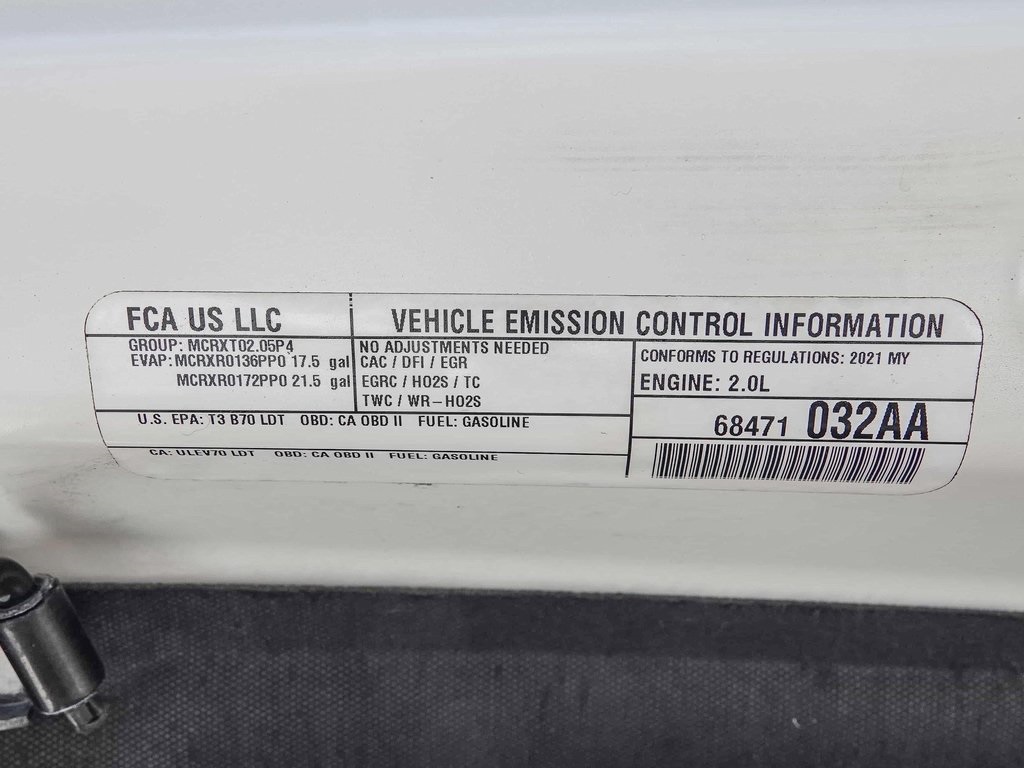 FCA US LLC
VEHICLE EMISSION CONTROL INFORMATION
GROUP: MCRXT02.05P4
EVAP: MCRXR0136PP0 17.5 gal
MCRXR0172PP0 21.5 gal
NO ADJUSTMENTS NEEDED
CAC / DFI / EGR
EGRC / HO2S / TC
TWC / WR-HO2S
CONFORMS TO REGULATIONS: 2021 MY
ENGINE: 2.0L
U.S. EPA: T3 B70 LDT OBD: CA OBD II FUEL: GASOLINE
CA: ULEV70 LDT OBD: CA OBD II FUEL: GASOLINE
68471 032AA